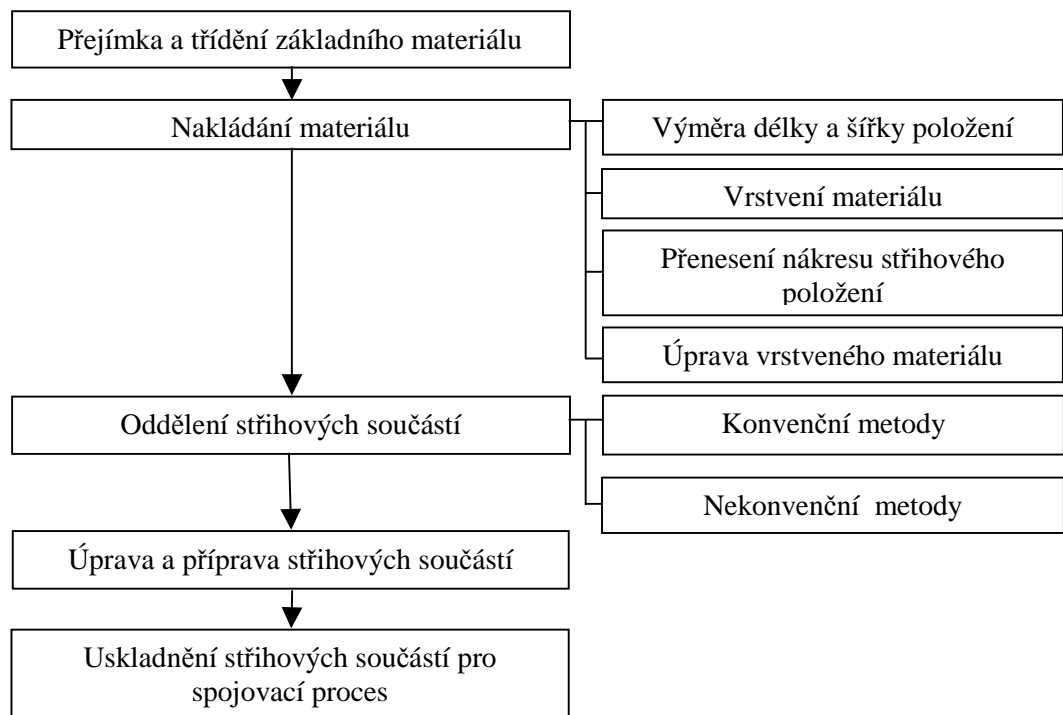 Přejímka a třídění základního materiálu
Nakládání materiálu
Výměra délky a šířky položení
Vrstvení materiálu
Přenesení nákresu střihového
položení
Úprava vrstveného materiálu
Oddělení střihových součástí
Konvenční metody
Nekonvenční metody
Úprava a příprava střihových součástí
Uskladnění střihových součástí pro
spojovací proces